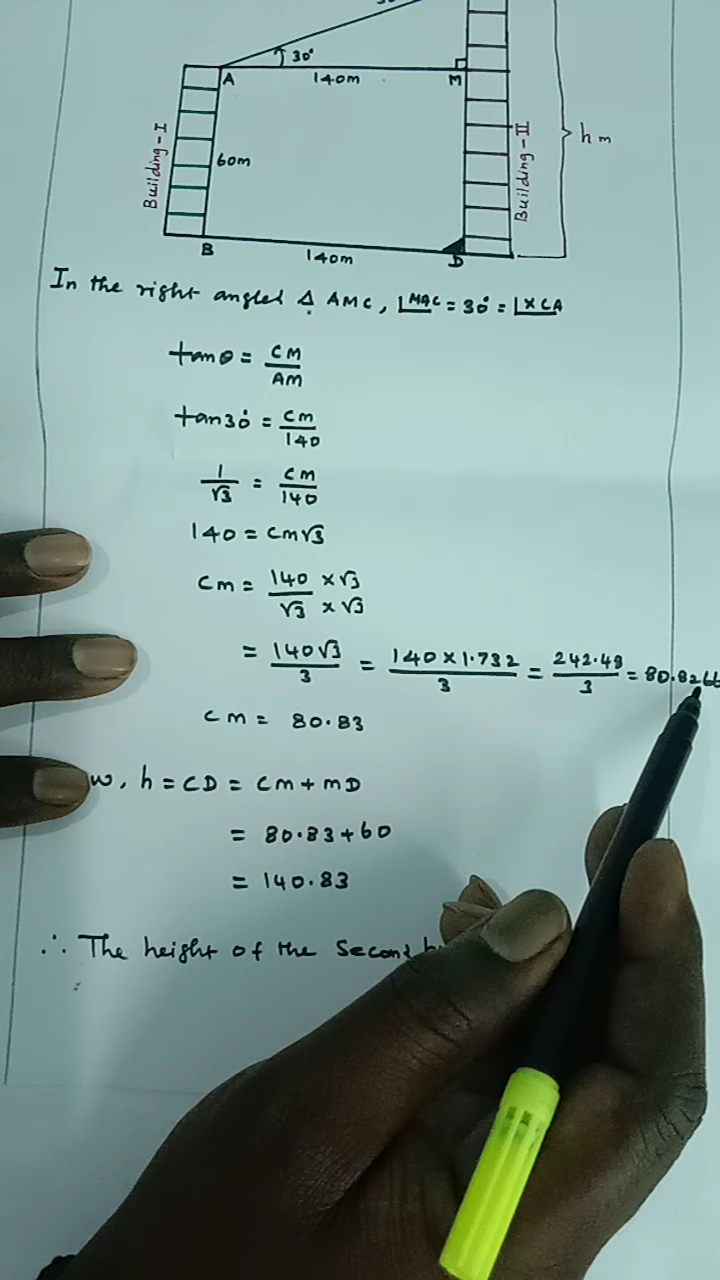 30°
A 140m M
Building-I
60m
Building-II
h m
B 140m D
In the right angled Δ AMC, ∠MAC = 30° = ∠XCA
tanθ = CM/AM
tan30° = CM/140
1/√3 = CM/140
140 = CM√3
CM = 140/√3 × √3/√3
= 140√3/3 = 140×1.732/3 = 242.48/3 = 80.8266
CM = 80.83
w, h = CD = CM + MD
= 80.83 + 60
= 140.83
∴ The height of the Second